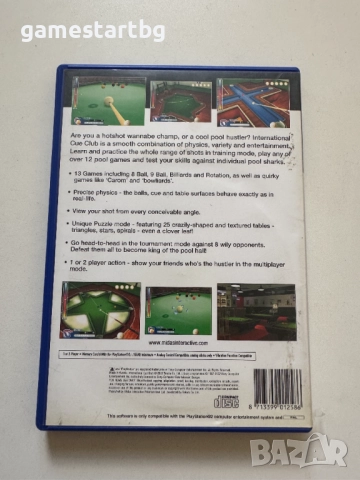 gamestartbg
Are you a hotshot wannabe champ, or a cool pool hustler? International
Cue Club is a smooth combination of physics, variety and entertainment.
Learn and practice the whole range of shots in training mode, play any of
over 12 pool games and test your skills against individual pool sharks.
• 13 Games including 8 Ball, 9 Ball, Billiards and Rotation, as well as quirky
games like 'Carom' and 'bowliards'.
• Precise physics - the balls, cue and table surfaces behave exactly as in
real-life.
• View your shot from every conceivable angle.
• Unique Puzzle mode - featuring 25 crazily-shaped and textured tables -
triangles, stars, spirals - even a clover leaf!
• Go head-to-head in the tournament mode against 8 wily opponents.
Defeat them all to become king of the pool hall!
• 1 or 2 player action - show your friends who's the hustler in the multiplayer
mode.
www.midasinteractive.com
COMPACT
disc
8 713399 012186
This software is only compatible with the PlayStation®2 computer entertainment system
BAZAR.bg